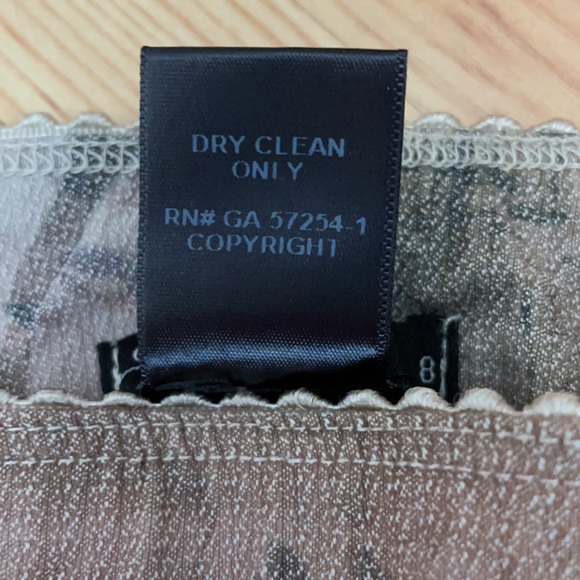 DRY CLEAN
ONLY
RN# GA 57254-1
COPYRIGHT
8